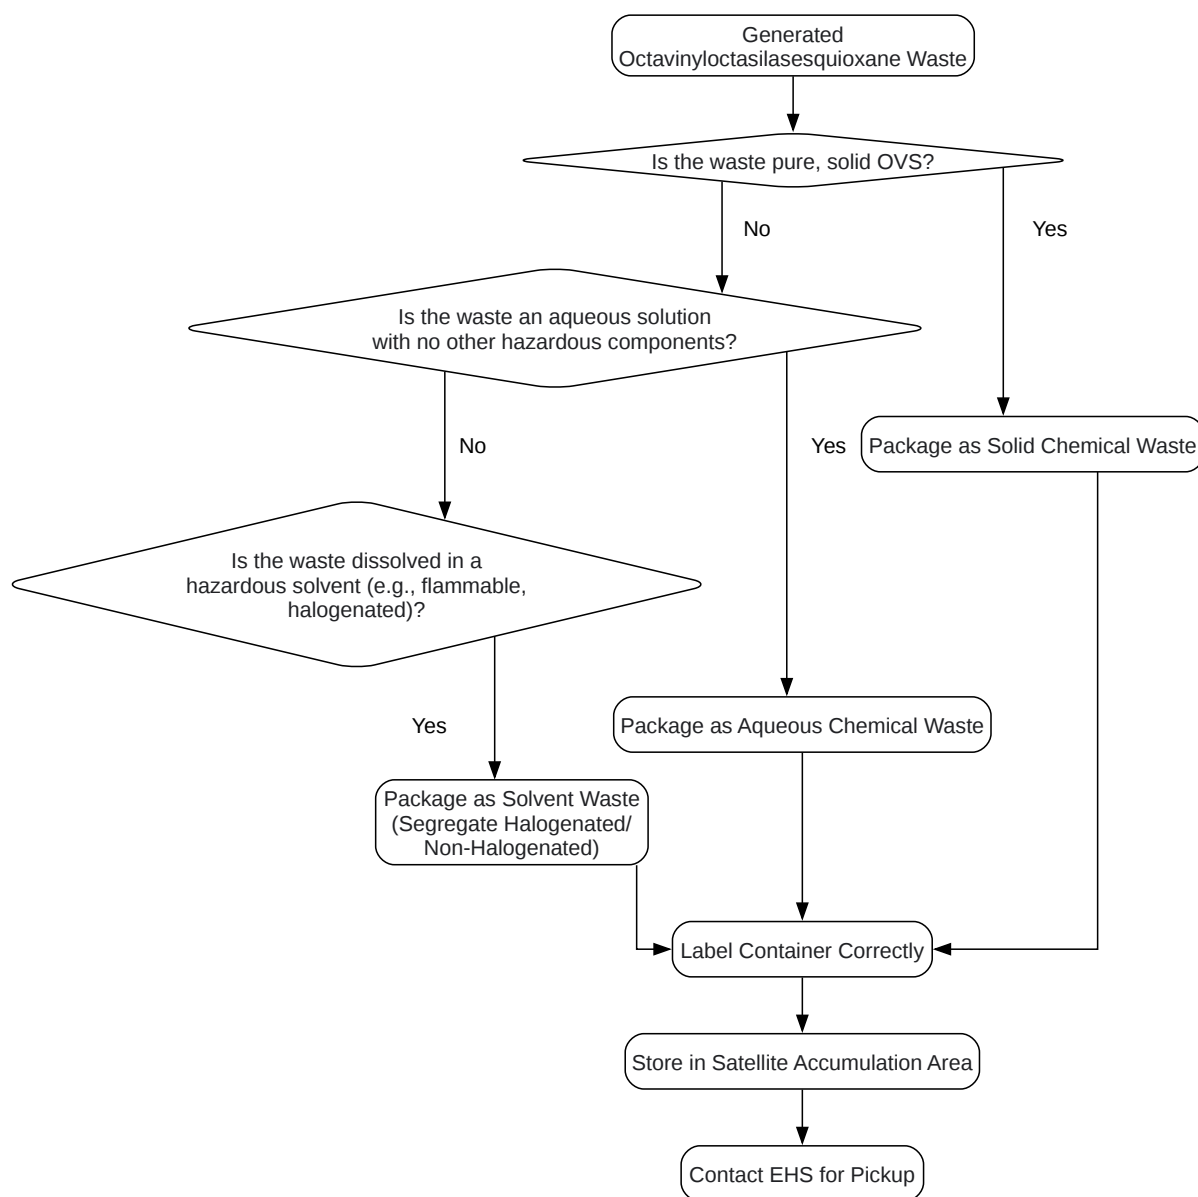 Generated
Octavinyloctasilasesquioxane Waste
Is the waste pure, solid OVS?
No
Yes
Is the waste an aqueous solution
with no other hazardous components?
No
Yes
Package as Solid Chemical Waste
Is the waste dissolved in a
hazardous solvent (e.g., flammable,
halogenated)?
Yes
Package as Aqueous Chemical Waste
Package as Solvent Waste
(Segregate Halogenated/
Non-Halogenated)
Label Container Correctly
Store in Satellite Accumulation Area
Contact EHS for Pickup